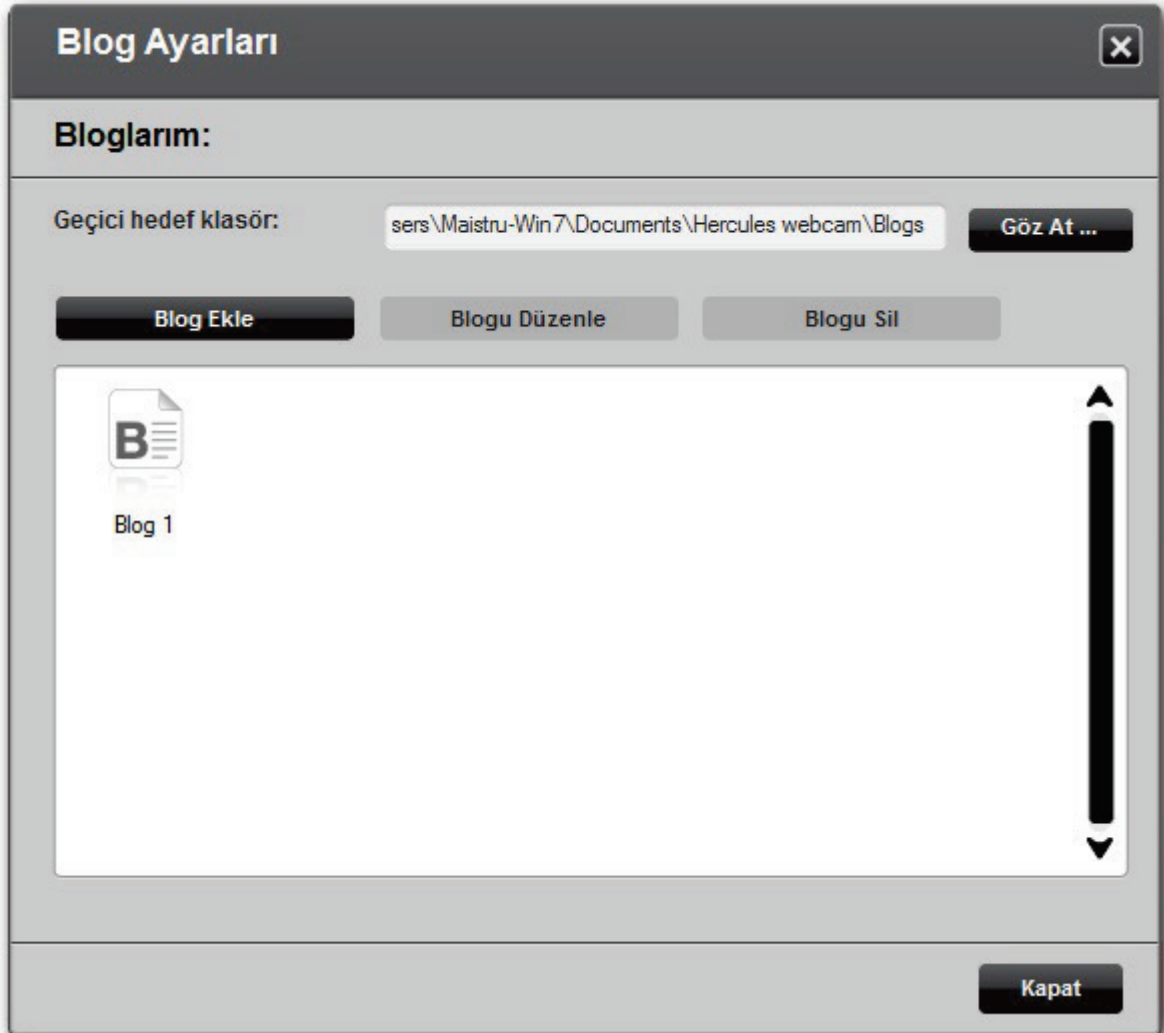 Blog Ayarları
Bloglarım:
Geçici hedef klasör: sers\Maistru-Win7\Documents\Hercules webcam\Blogs Göz At ...
Blog Ekle Blogu Düzenle Blogu Sil
B
Blog 1
Kapat